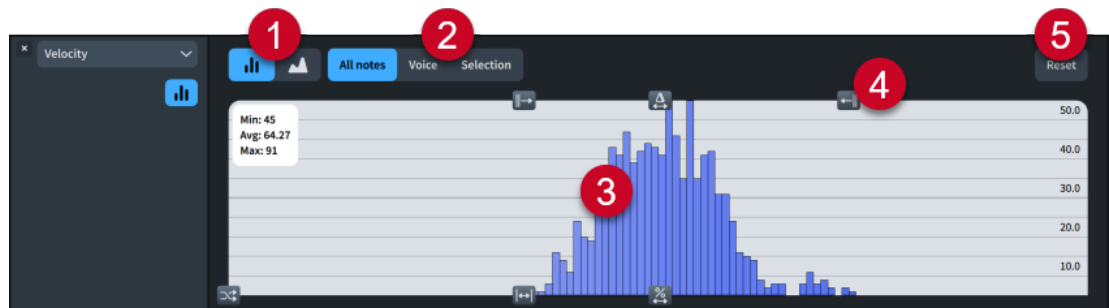 1
2
5
× Velocity
All notes Voice Selection
Reset
4
Min: 45
Avg: 64.27
Max: 91
50.0
40.0
3
30.0
20.0
10.0
Δ
%